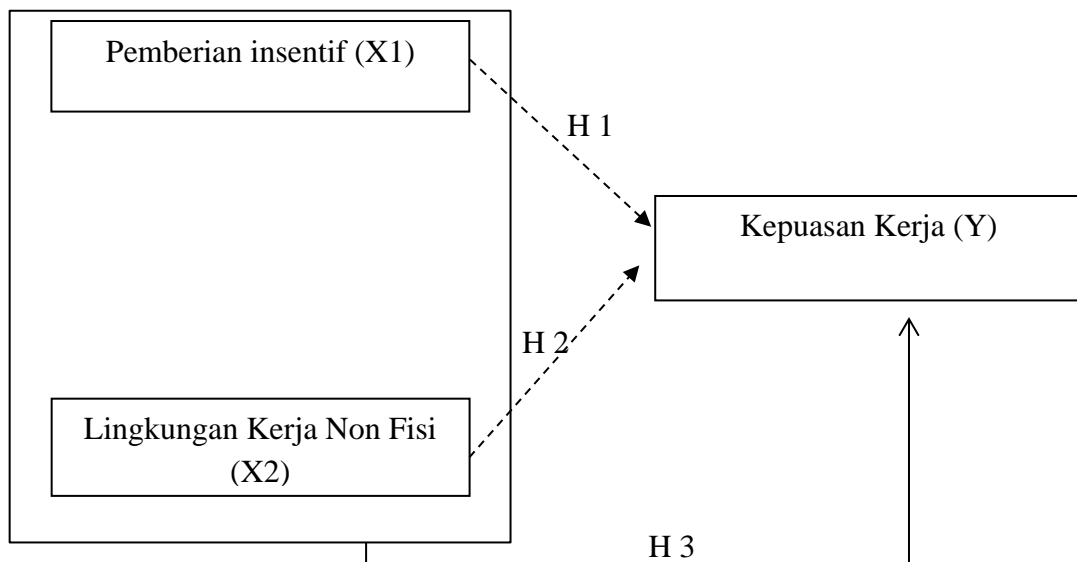 Pemberian insentif (X1)
H 1
Kepuasan Kerja (Y)
H 2
Lingkungan Kerja Non Fisi
(X2)
H 3